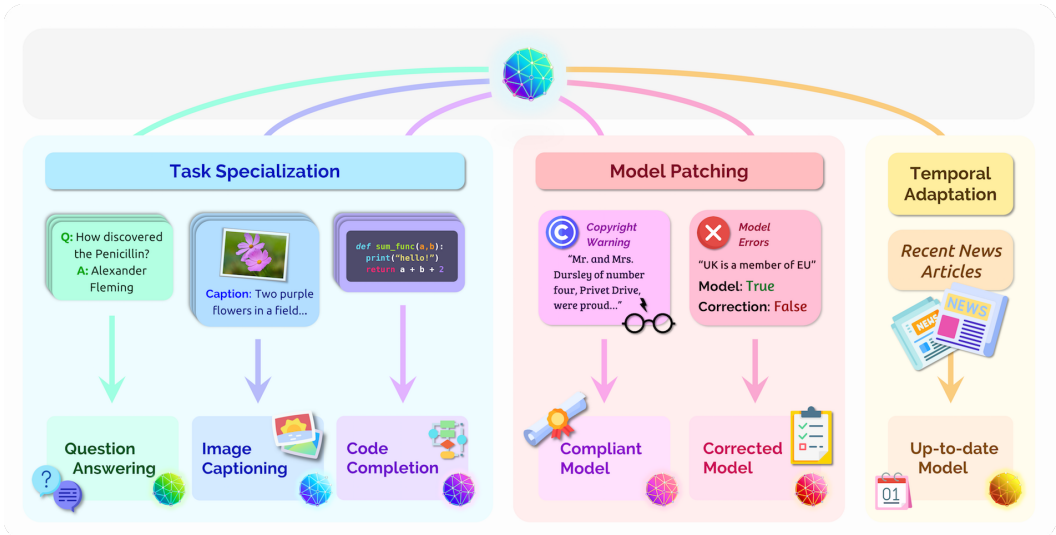 Task Specialization
Q: How discovered
the Penicillin?
A: Alexander
Fleming
Caption: Two purple
flowers in a field...
def sum_func(a,b):
print("hello!")
return a + b + 2
Question
Answering
?
Image
Captioning
Code
Completion
Model Patching
C
Copyright
Warning
“Mr. and Mrs.
Dursley of number
four, Privet Drive,
were proud...”
Model
Errors
“UK is a member of EU”
Model: True
Correction: False
Compliant
Model
Corrected
Model
Temporal
Adaptation
Recent News
Articles
NEWS
NEWS
01
Up-to-date
Model